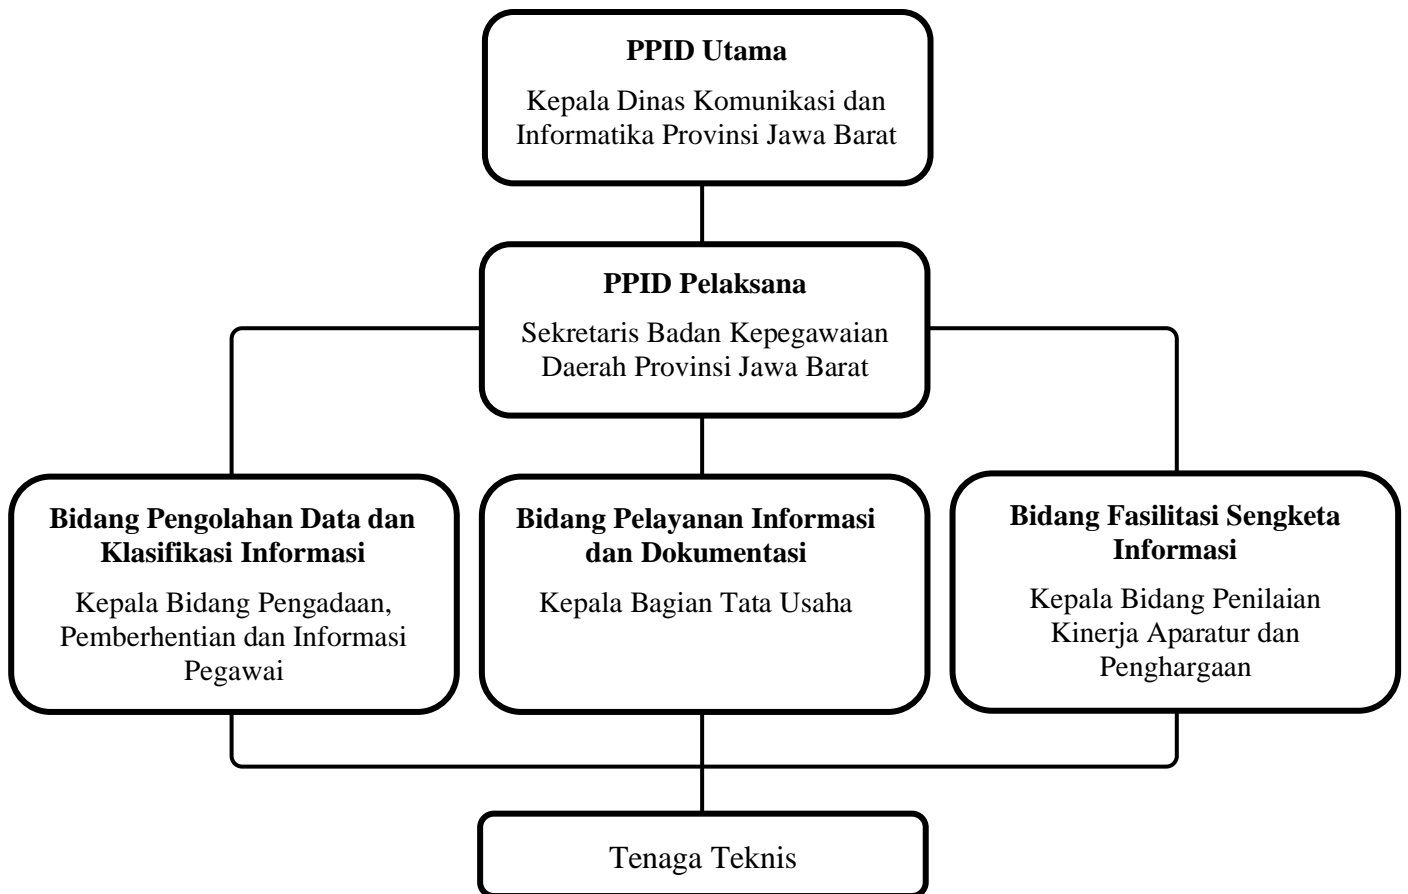 PPID Utama
Kepala Dinas Komunikasi dan
Informatika Provinsi Jawa Barat
PPID Pelaksana
Sekretaris Badan Kepegawaian
Daerah Provinsi Jawa Barat
Bidang Pengolahan Data dan
Klasifikasi Informasi
Kepala Bidang Pengadaan,
Pemberhentian dan Informasi
Pegawai
Bidang Pelayanan Informasi
dan Dokumentasi
Kepala Bagian Tata Usaha
Bidang Fasilitasi Sengketa
Informasi
Kepala Bidang Penilaian
Kinerja Aparatur dan
Penghargaan
Tenaga Teknis